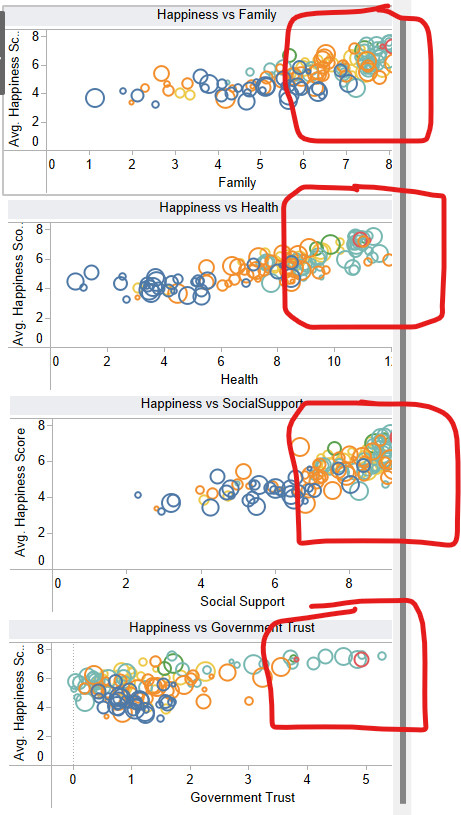 Happiness vs Family
Avg. Happiness Sc..
8
6
4
2
0
0 1 2 3 4 5 6 7 8
Family
Happiness vs Health
Avg. Happiness Sco..
8
6
4
2
0
0 2 4 6 8 10 1
Health
Happiness vs SocialSupport
Avg. Happiness Score
8
6
4
2
0
0 2 4 6 8
Social Support
Happiness vs Government Trust
Avg. Happiness Sc..
8
6
4
2
0
0 1 2 3 4 5
Government Trust